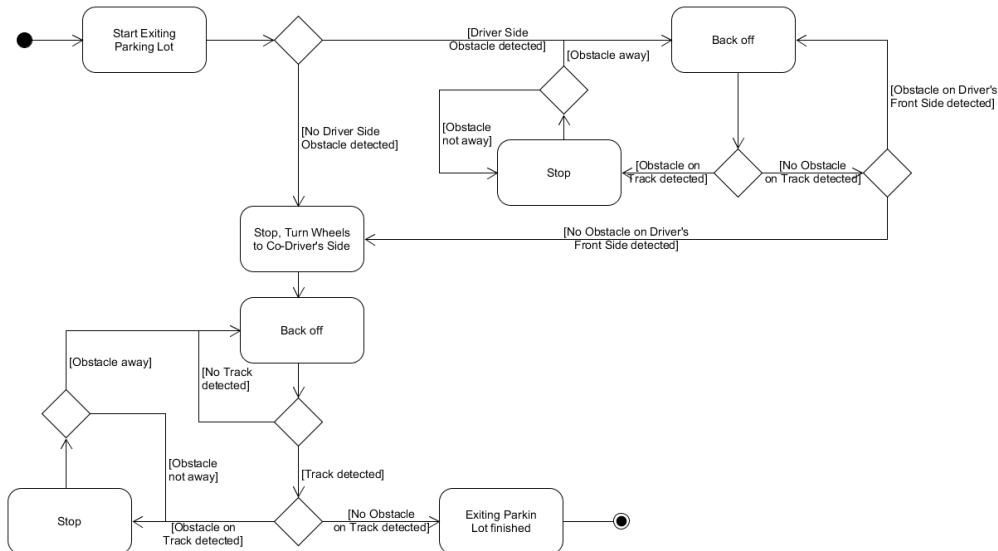 Start Exiting
Parking Lot
[Driver Side
Obstacle detected]
Back off
[Obstacle away]
[Obstacle on Driver's
Front Side detected]
[No Driver Side
Obstacle detected]
[Obstacle
not away]
Stop
[Obstacle on
Track detected]
[No Obstacle
on Track detected]
Stop, Turn Wheels
to Co-Driver's Side
[No Obstacle on Driver's
Front Side detected]
Back off
[Obstacle away]
[No Track
detected]
[Obstacle
not away]
[Track detected]
Stop
[Obstacle on
Track detected]
[No Obstacle
on Track detected]
Exiting Parkin
Lot finished